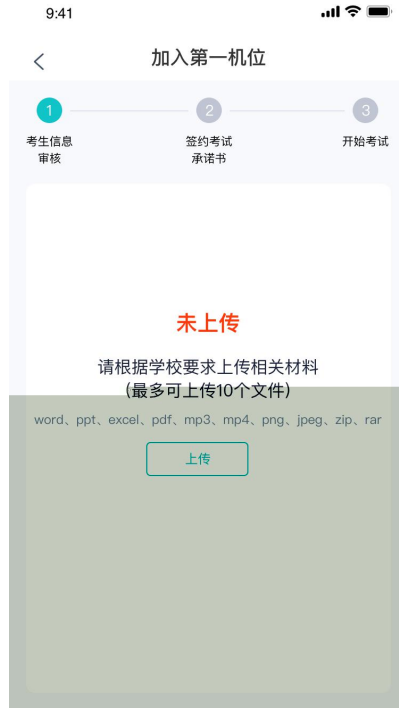 9:41
加入第一机位
1
2
3
考生信息
审核
签约考试
承诺书
开始考试
未上传
请根据学校要求上传相关材料
（最多可上传10个文件）
word、ppt、excel、pdf、mp3、mp4、png、jpeg、zip、rar
上传